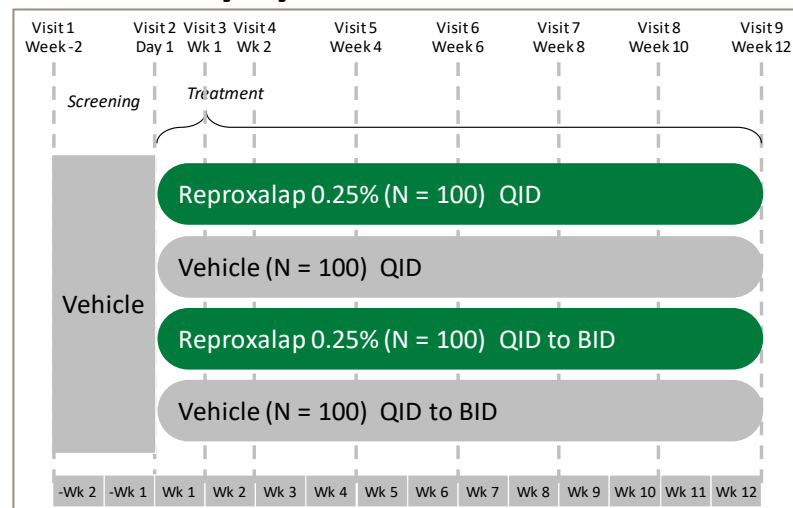 Visit 1 Visit 2 Visit 3 Visit 4 Visit 5 Visit 6 Visit 7 Visit 8 Visit 9
Week -2 Day 1 Wk 1 Wk 2 Week 4 Week 6 Week 8 Week 10 Week 12
Screening Treatment
Reproxalap 0.25% (N = 100) QID
Vehicle (N = 100) QID
Vehicle
Reproxalap 0.25% (N = 100) QID to BID
Vehicle (N = 100) QID to BID
-Wk 2 -Wk 1 Wk 1 Wk 2 Wk 3 Wk 4 Wk 5 Wk 6 Wk 7 Wk 8 Wk 9 Wk 10 Wk 11 Wk 12